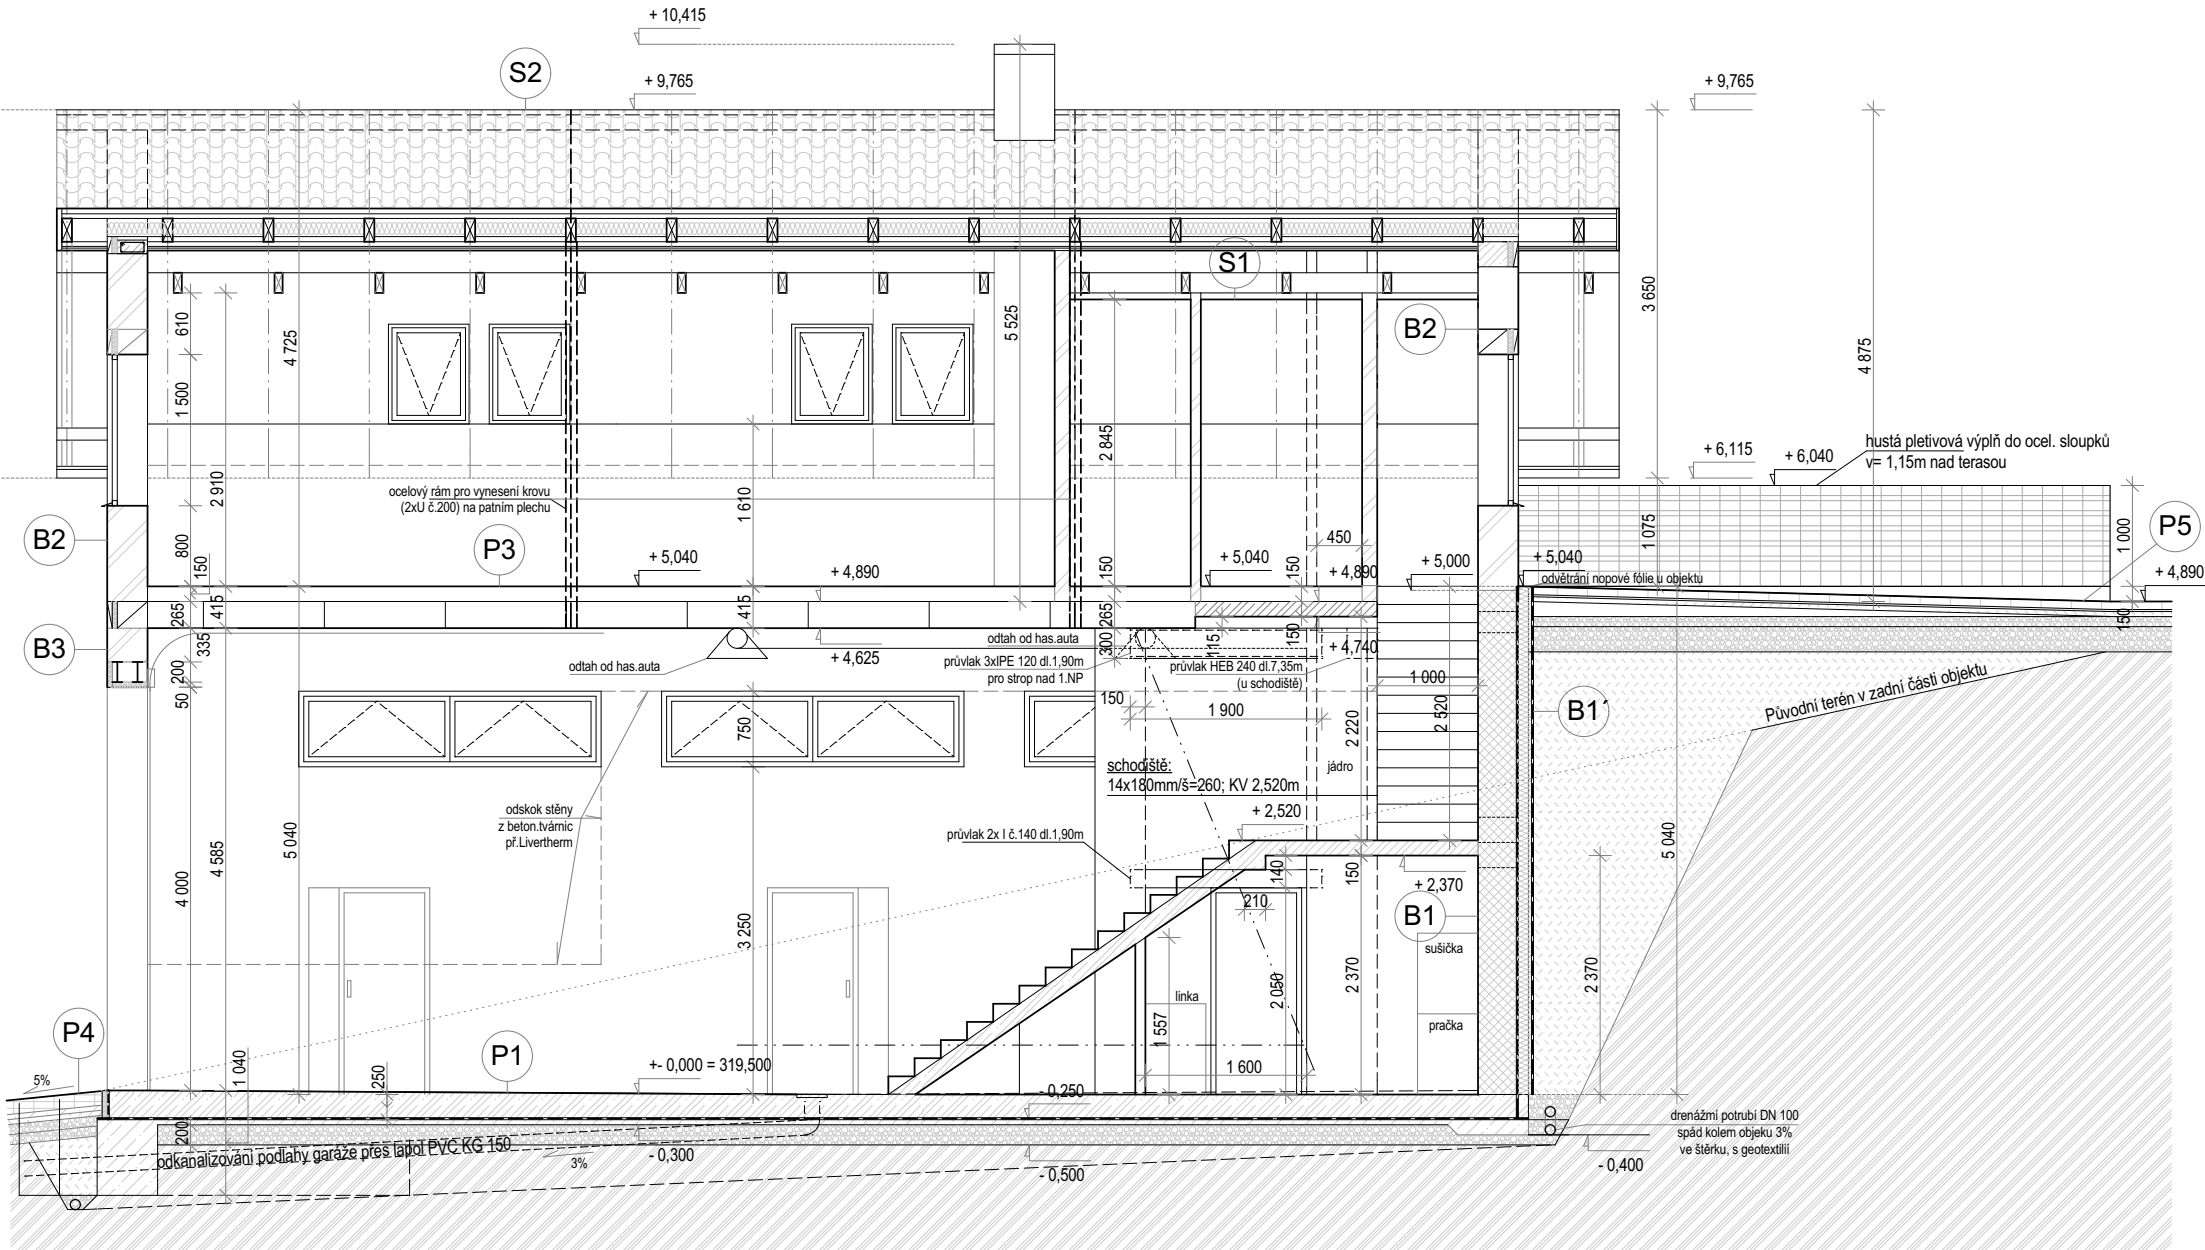 + 10,415
S2
+ 9,765
+ 9,765
S1
B2
610
4 725
5 525
3 650
4 875
1 500
2 910
2 845
1 610
+ 6,115
+ 6,040
hustá pletivová výplň do ocel. sloupků
v= 1,15m nad terasou
ocelový rám pro vynesení krovu
(2xU č.200) na patním plechu
B2
800
150
P3
+ 5,040
+ 4,890
150
+ 5,040
450
150
+ 4,890
+ 5,000
+ 5,040
odvětrání nopové fólie u objektu
1 075
1 000
P5
+ 4,890
150
265
415
415
265
B3
335
200
50
odtah od has.auta
+ 4,625
odtah od has.auta
průvlak 3xIPE 120 dl.1,90m
pro strop nad 1.NP
300
115
150
+ 4,740
průvlak HEB 240 dl.7,35m
(u schodiště)
1 000
150
1 900
2 220
2 520
B1´
Původní terén v zadní části objektu
750
schodiště:
14x180mm/š=260; KV 2,520m
jádro
+ 2,520
odskok stěny
z beton.tvárnic
př.Livertherm
průvlak 2x I č.140 dl.1,90m
4 000
4 585
5 040
3 250
140
150
+ 2,370
210
B1
sušička
5 040
2 370
2 050
2 370
linka
1 557
pračka
1 600
P4
5%
P1
1 040
250
+- 0,000 = 319,500
- 0,250
200
odkanalizování podlahy garáže přes lapol PVC KG 150
3%
- 0,300
- 0,500
- 0,400
drenážní potrubí DN 100
spád kolem objeku 3%
ve štěrku, s geotextilií